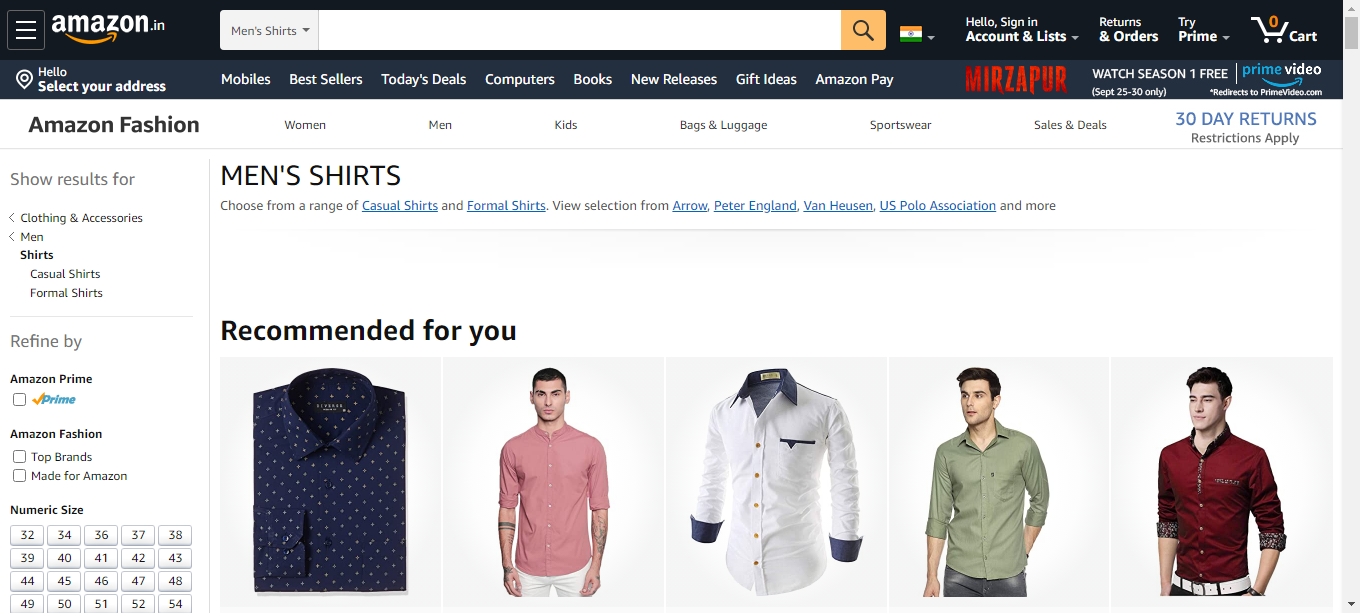 amazon.in
Men's Shirts
Hello, Sign in
Account & Lists
Returns
& Orders
Try
Prime
0
Cart
Hello
Select your address
Mobiles
Best Sellers
Today's Deals
Computers
Books
New Releases
Gift Ideas
Amazon Pay
MIRZAPUR
WATCH SEASON 1 FREE
(Sept 25-30 only)
prime video
*Redirects to PrimeVideo.com
Amazon Fashion
Women
Men
Kids
Bags & Luggage
Sportswear
Sales & Deals
30 DAY RETURNS
Restrictions Apply
Show results for
Clothing & Accessories
Men
Shirts
Casual Shirts
Formal Shirts
Refine by
Amazon Prime
Prime
Amazon Fashion
Top Brands
Made for Amazon
Numeric Size
32 34 36 37 38
39 40 41 42 43
44 45 46 47 48
49 50 51 52 54
MEN'S SHIRTS
Choose from a range of Casual Shirts and Formal Shirts. View selection from Arrow, Peter England, Van Heusen, US Polo Association and more
Recommended for you